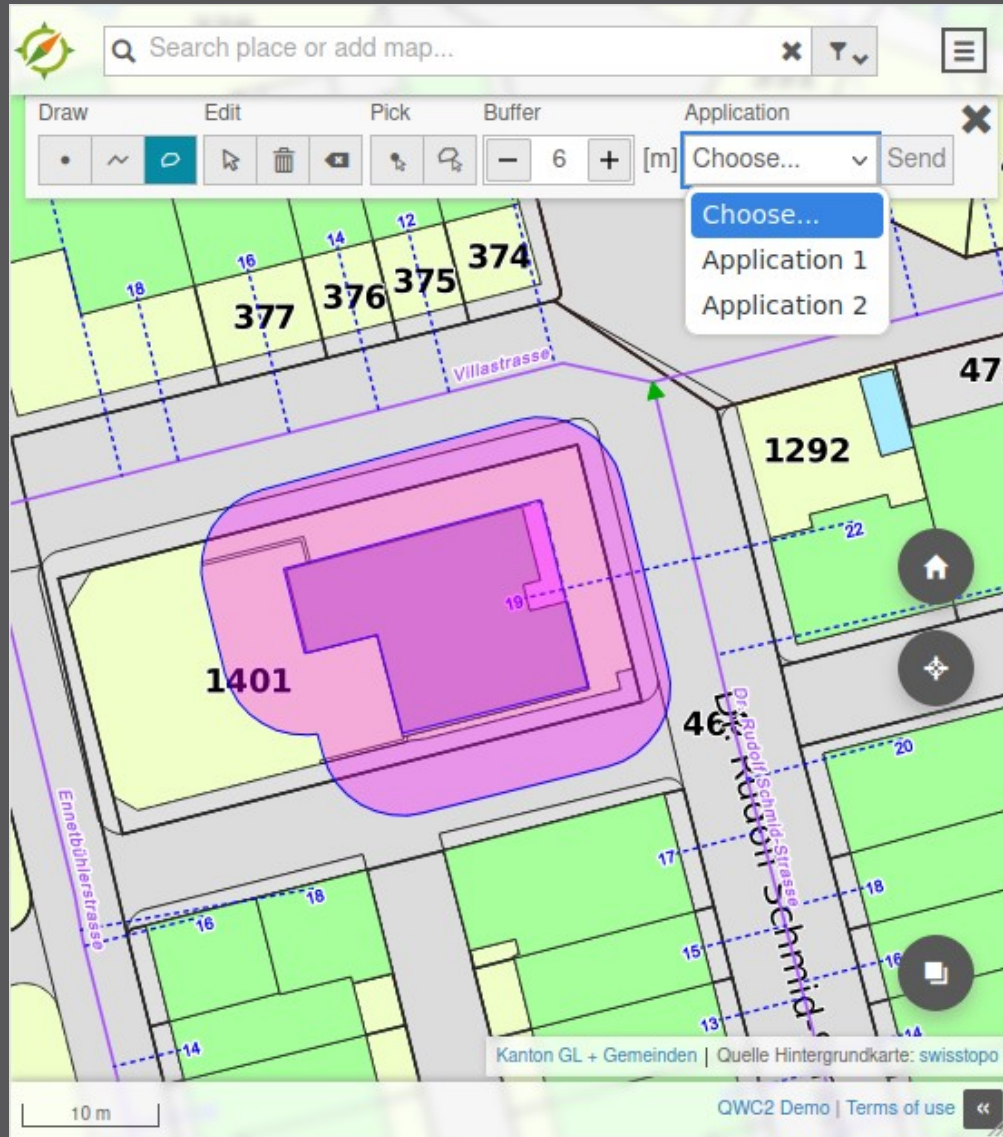 Search place or add map...
Draw Edit Pick Buffer Application
6 [m] Choose... Send
Choose...
Application 1
Application 2
12
14
16
18
374
375
376
377
Villastrasse
47
1292
22
19
1401
46
Dr. Rudolf Schmid-Strasse
Dr. Rudolf Schmid-S
20
Ennetbühlerstrasse
17
18
18
16
15
16
13
14
14
Kanton GL + Gemeinden | Quelle Hintergrundkarte: swisstopo
10 m
QWC2 Demo | Terms of use «